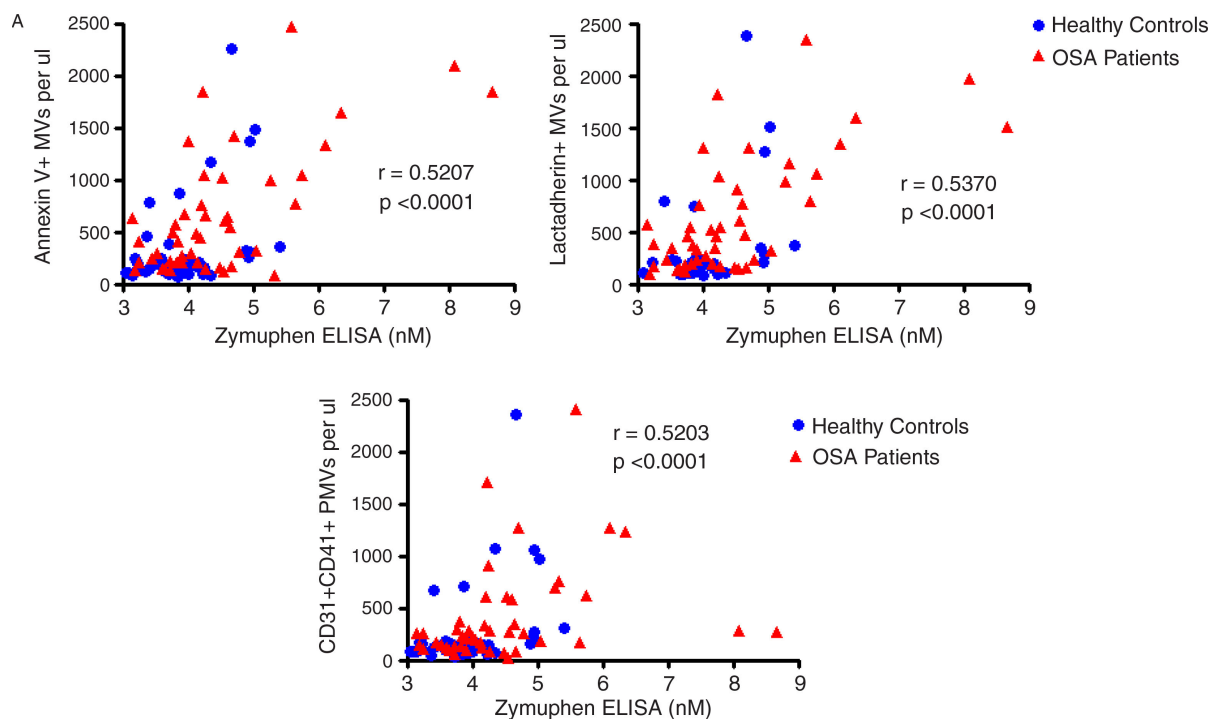 A
Annexin V+ MVs per ul
2500
2000
1500
1000
500
0
3 4 5 6 7 8 9
Zymuphen ELISA (nM)
r = 0.5207
p <0.0001
Lactadherin+ MVs per ul
2500
2000
1500
1000
500
0
3 4 5 6 7 8 9
Zymuphen ELISA (nM)
r = 0.5370
p <0.0001
Healthy Controls
OSA Patients
CD31+CD41+ PMVs per ul
2500
2000
1500
1000
500
0
3 4 5 6 7 8 9
Zymuphen ELISA (nM)
r = 0.5203
p <0.0001
Healthy Controls
OSA Patients